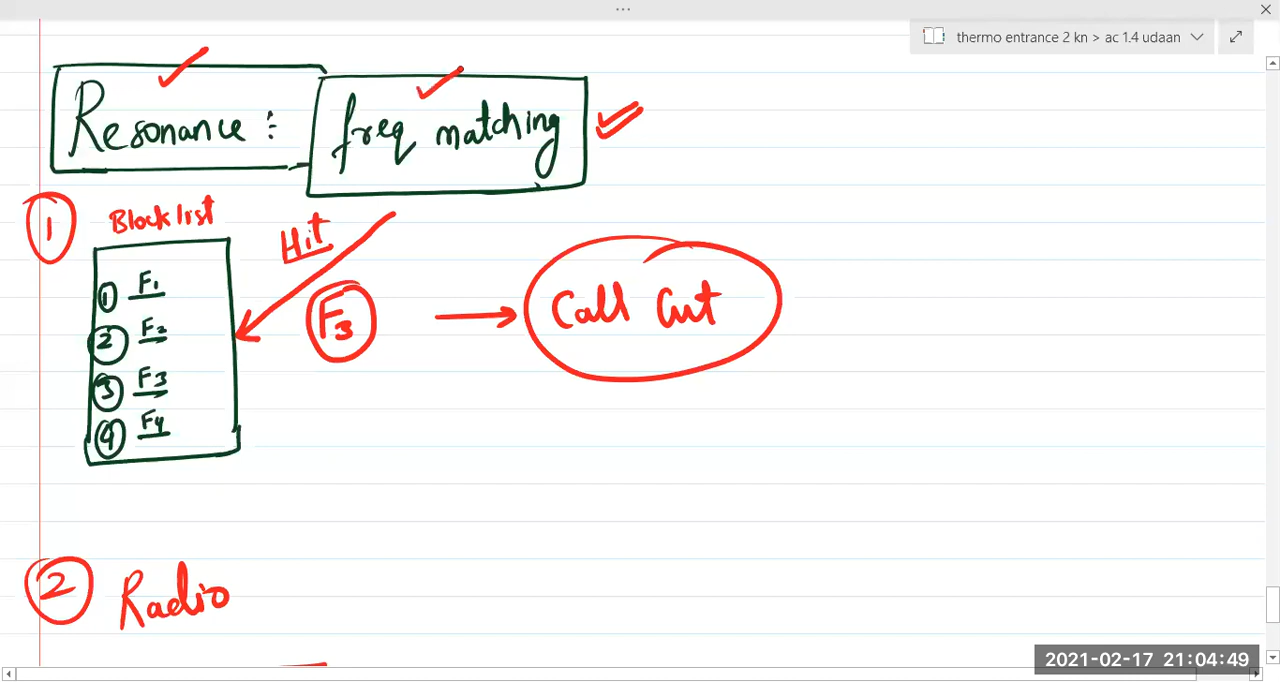 thermo entrance 2 kn > ac 1.4 udaan
Resonance : freq matching
1 Block list
Hit
1 F1
2 F2
3 F3
4 F4
F3 → Call Cut
2 Radio
2021-02-17 21:04:49